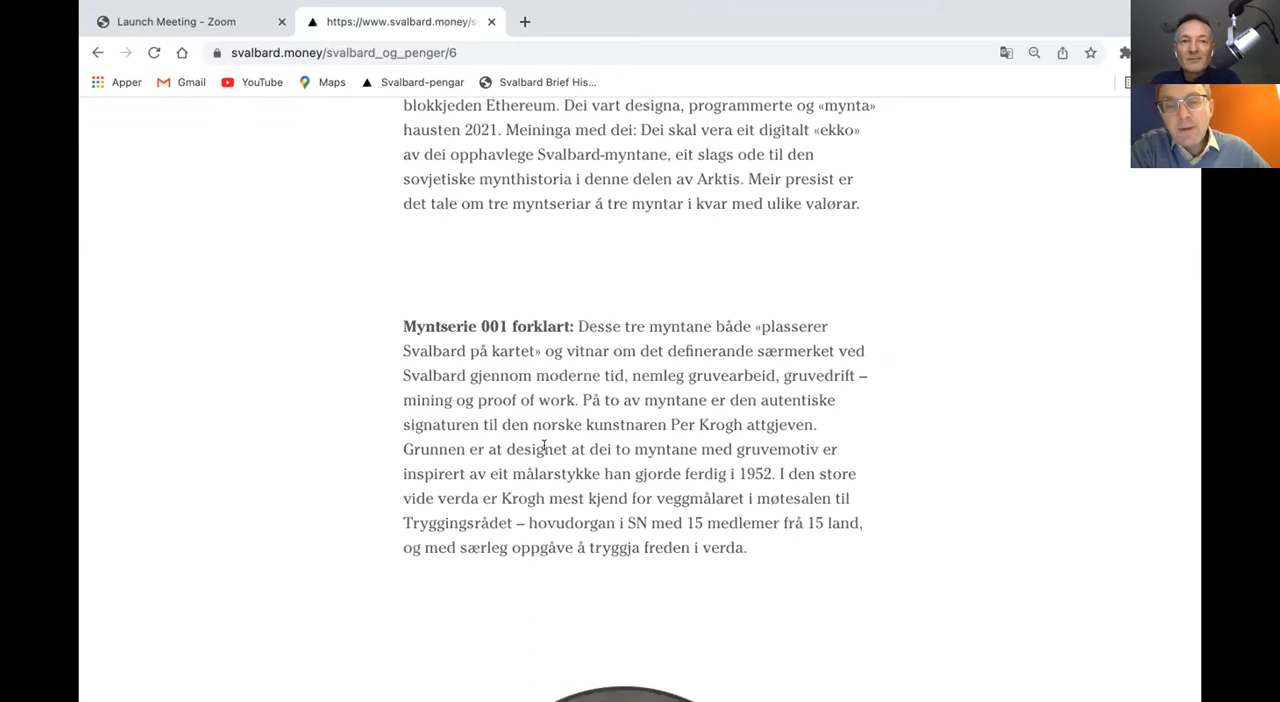 Launch Meeting - Zoom
https://www.svalbard.money/s
svalbard.money/svalbard_og_penger/6
Apper
Gmail
YouTube
Maps
Svalbard-pengar
Svalbard Brief His...
blokkjeden Ethereum. Dei vart designa, programmerte og «mynta»
hausten 2021. Meininga med dei: Dei skal vera eit digitalt «ekko»
av dei opphavlege Svalbard-myntane, eit slags ode til den
sovjetiske mynthistoria i denne delen av Arktis. Meir presist er
det tale om tre myntseriar á tre myntar i kvar med ulike valørar.
Myntserie 001 forklart: Desse tre myntane både «plasserer
Svalbard på kartet» og vitnar om det definerande særmerket ved
Svalbard gjennom moderne tid, nemleg gruvearbeid, gruvedrift –
mining og proof of work. På to av myntane er den autentiske
signaturen til den norske kunstnaren Per Krogh attgjeven.
Grunnen er at designet at dei to myntane med gruvemotiv er
inspirert av eit målarstykke han gjorde ferdig i 1952. I den store
vide verda er Krogh mest kjend for veggmålaret i møtesalen til
Tryggingsrådet – hovudorgan i SN med 15 medlemer frå 15 land,
og med særleg oppgåve å tryggja freden i verda.